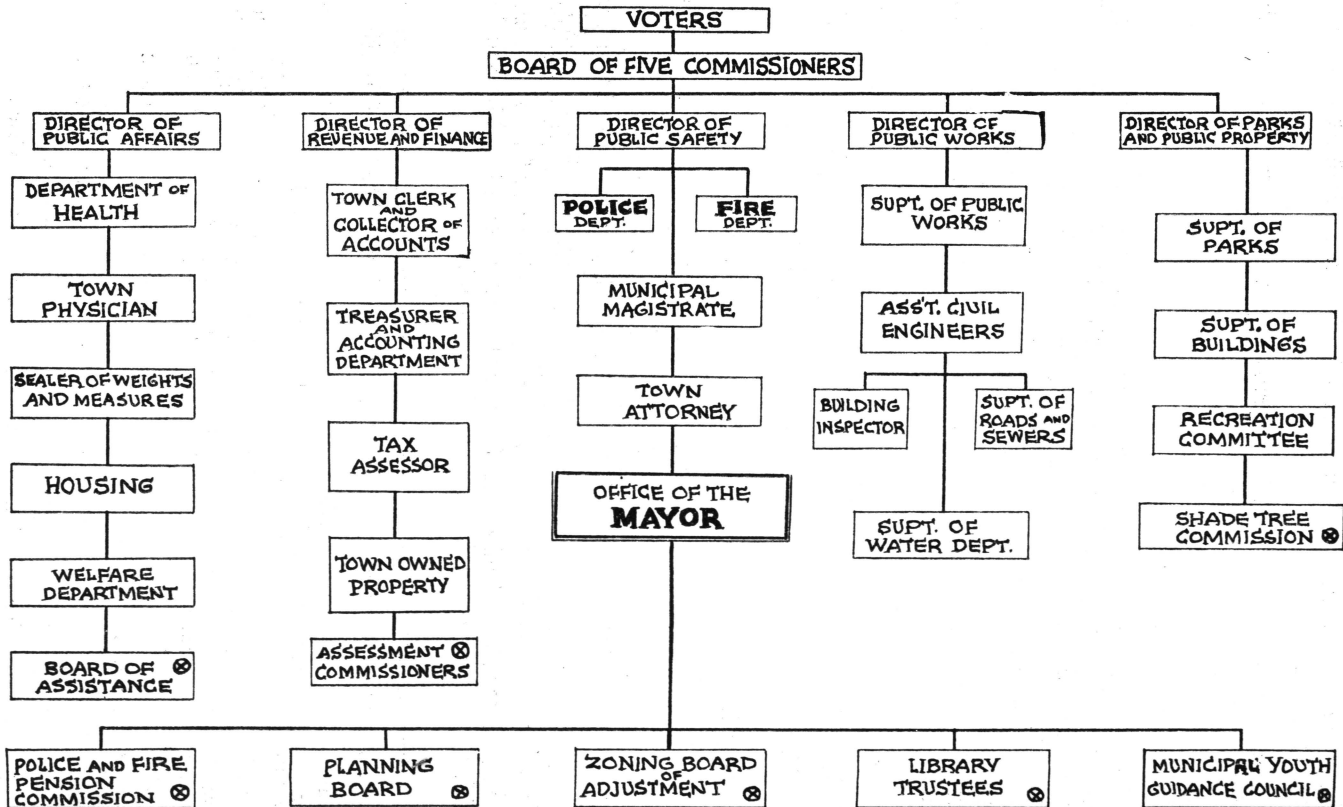 VOTERS
BOARD OF FIVE COMMISSIONERS
DIRECTOR OF
PUBLIC AFFAIRS
DIRECTOR OF
REVENUE AND FINANCE
DIRECTOR OF
PUBLIC SAFETY
DIRECTOR OF
PUBLIC WORKS
DIRECTOR OF PARKS
AND PUBLIC PROPERTY
DEPARTMENT OF
HEALTH
TOWN
PHYSICIAN
SEALER OF WEIGHTS
AND MEASURES
HOUSING
WELFARE
DEPARTMENT
BOARD OF
ASSISTANCE
TOWN CLERK
AND
COLLECTOR OF
ACCOUNTS
TREASURER
AND
ACCOUNTING
DEPARTMENT
TAX
ASSESSOR
TOWN OWNED
PROPERTY
ASSESSMENT
COMMISSIONERS
POLICE
DEPT.
FIRE
DEPT.
MUNICIPAL
MAGISTRATE
TOWN
ATTORNEY
OFFICE OF THE
MAYOR
SUPT. OF PUBLIC
WORKS
ASS'T. CIVIL
ENGINEERS
BUILDING
INSPECTOR
SUPT. OF
ROADS AND
SEWERS
SUPT. OF
WATER DEPT.
SUPT. OF
PARKS
SUPT. OF
BUILDINGS
RECREATION
COMMITTEE
SHADE TREE
COMMISSION
POLICE AND FIRE
PENSION
COMMISSION
PLANNING
BOARD
ZONING BOARD
OF
ADJUSTMENT
LIBRARY
TRUSTEES
MUNICIPAL YOUTH
GUIDANCE COUNCIL